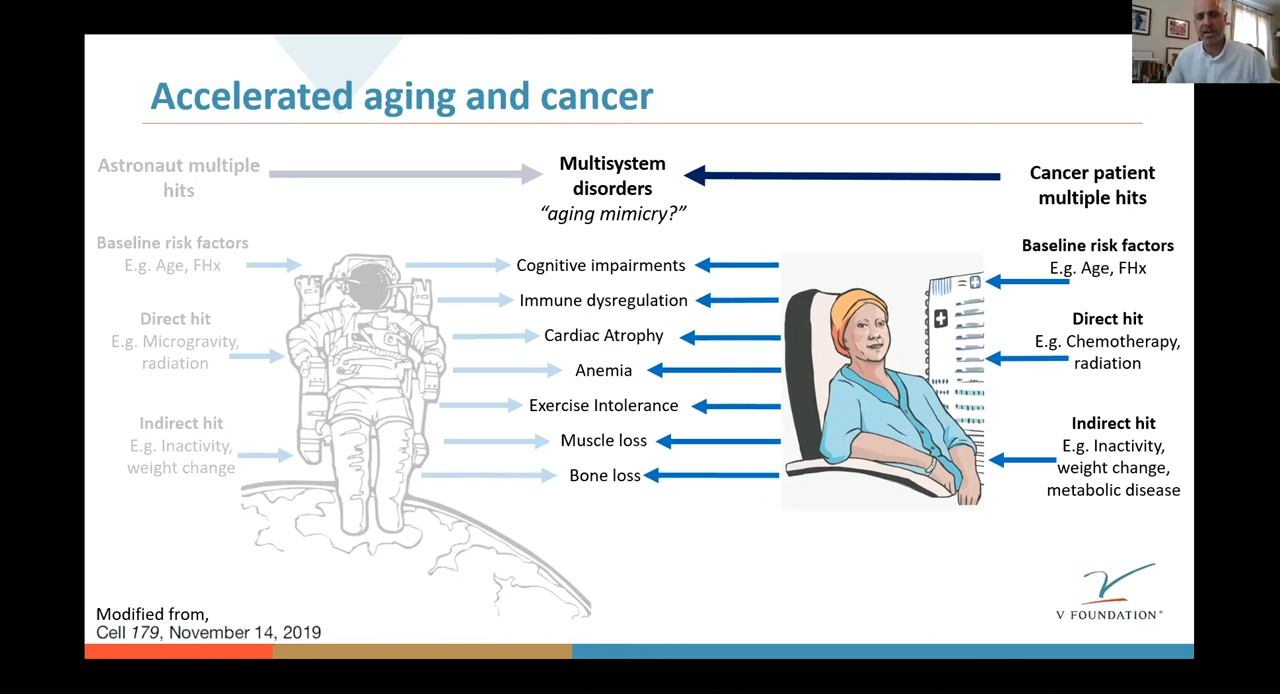 Accelerated aging and cancer
Astronaut multiple
hits
Multisystem
disorders
“aging mimicry?”
Cancer patient
multiple hits
Baseline risk factors
E.g. Age, FHx
Direct hit
E.g. Microgravity,
radiation
Indirect hit
E.g. Inactivity,
weight change
Cognitive impairments
Immune dysregulation
Cardiac Atrophy
Anemia
Exercise Intolerance
Muscle loss
Bone loss
Baseline risk factors
E.g. Age, FHx
Direct hit
E.g. Chemotherapy,
radiation
Indirect hit
E.g. Inactivity,
weight change,
metabolic disease
Modified from,
Cell 179, November 14, 2019
V FOUNDATION®